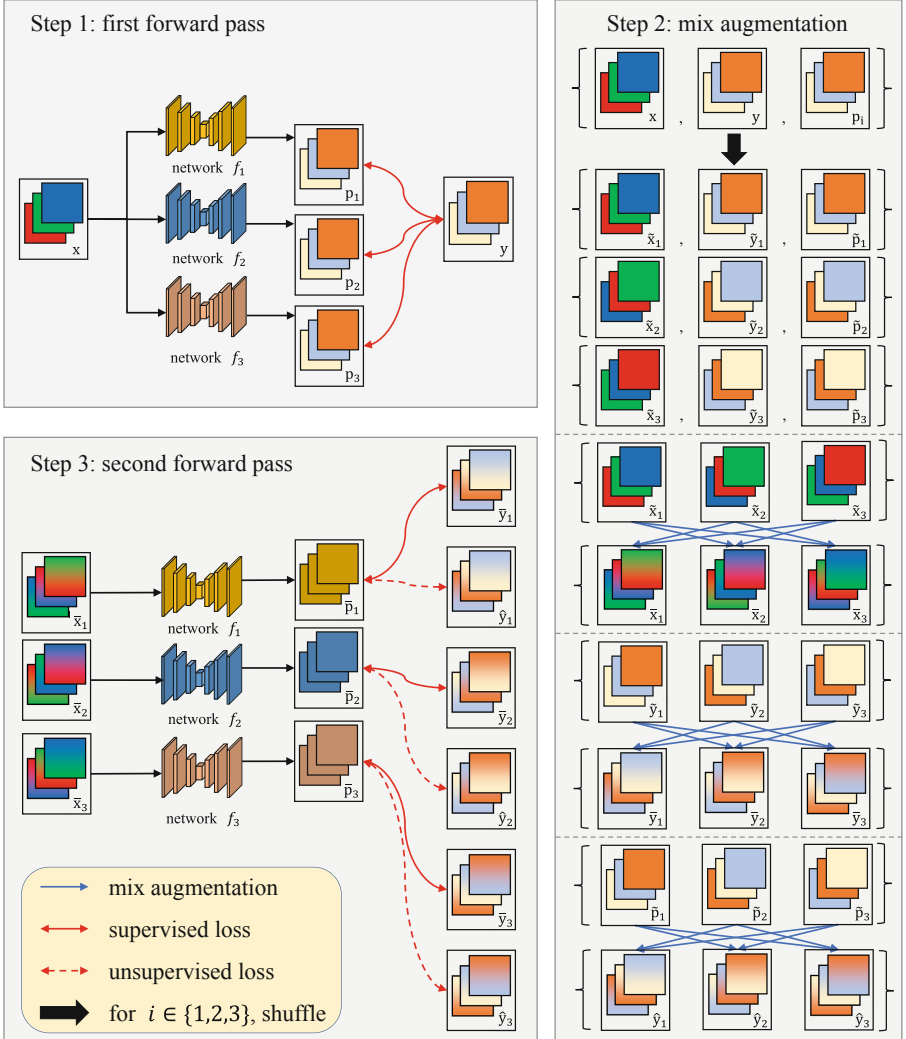 Step 1: first forward pass
x
network f₁
network f₂
network f₃
p₁
p₂
p₃
y
Step 2: mix augmentation
x , y , pᵢ
x̃₁ , ỹ₁ , p̃₁
x̃₂ , ỹ₂ , p̃₂
x̃₃ , ỹ₃ , p̃₃
x̃₁ x̃₂ x̃₃
x̄₁ x̄₂ x̄₃
ỹ₁ ỹ₂ ỹ₃
ȳ₁ ȳ₂ ȳ₃
p̃₁ p̃₂ p̃₃
ŷ₁ ŷ₂ ŷ₃
Step 3: second forward pass
x̄₁
x̄₂
x̄₃
network f₁
network f₂
network f₃
p̄₁
p̄₂
p̄₃
ȳ₁
ŷ₁
ȳ₂
ŷ₂
ȳ₃
ŷ₃
mix augmentation
supervised loss
unsupervised loss
for i ∈ {1,2,3}, shuffle